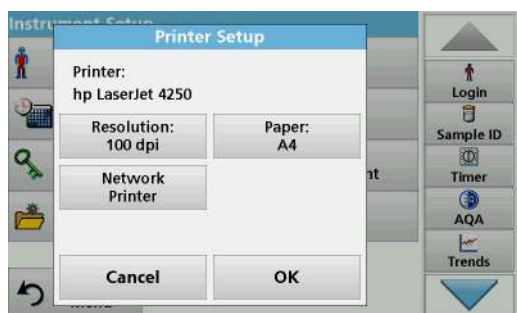 Printer Setup
Printer:
hp LaserJet 4250
Resolution:
100 dpi
Paper:
A4
Network
Printer
Cancel
OK
Login
Sample ID
Timer
AQA
Trends